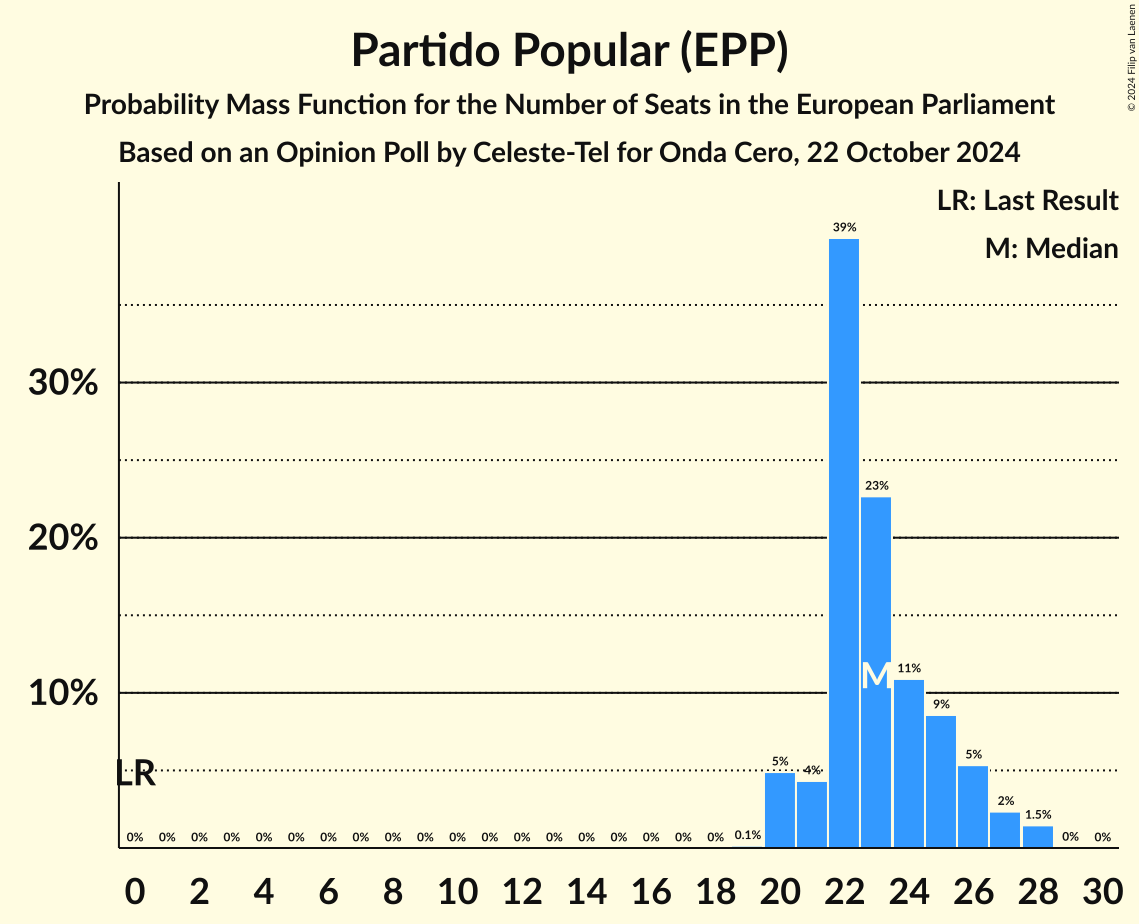 Partido Popular (EPP)
Probability Mass Function for the Number of Seats in the European Parliament
Based on an Opinion Poll by Celeste-Tel for Onda Cero, 22 October 2024
© 2024 Filip van Laenen
LR: Last Result
M: Median
39%
30%
23%
20%
M
11%
10%
9%
LR
5%
4%
5%
2%
1.5%
0% 0% 0% 0% 0% 0% 0% 0% 0% 0% 0% 0% 0% 0% 0% 0% 0% 0% 0% 0.1% 0% 0%
0 2 4 6 8 10 12 14 16 18 20 22 24 26 28 30